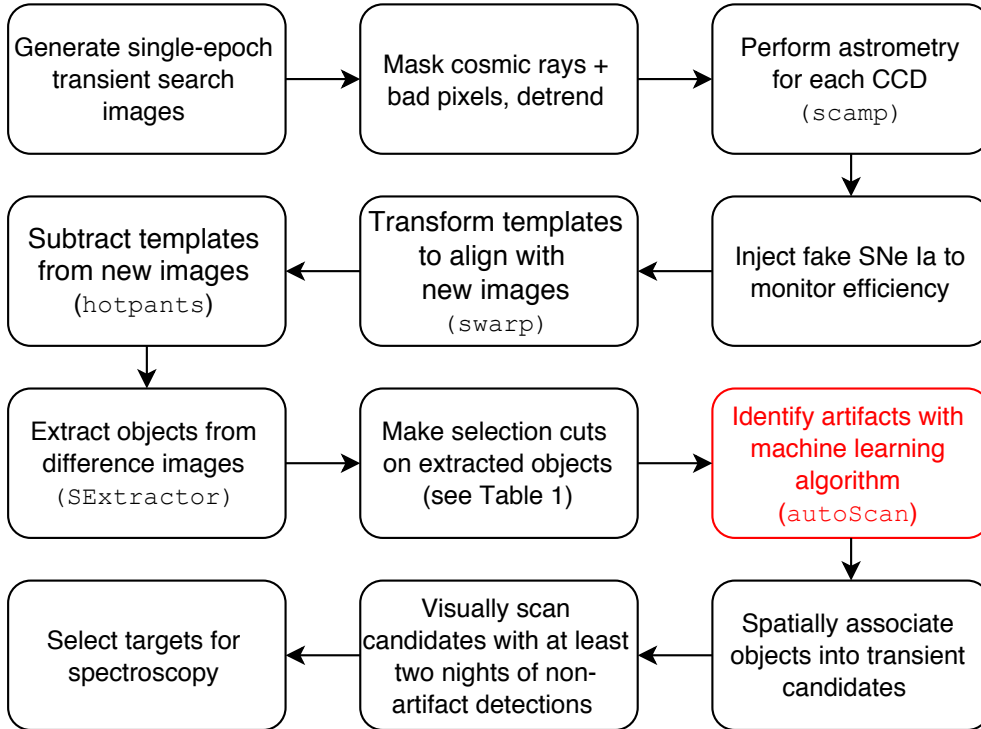 Generate single-epoch
transient search
images
Mask cosmic rays +
bad pixels, detrend
Perform astrometry
for each CCD
(scamp)
Inject fake SNe Ia to
monitor efficiency
Transform templates
to align with
new images
(swarp)
Subtract templates
from new images
(hotpants)
Extract objects from
difference images
(SExtractor)
Make selection cuts
on extracted objects
(see Table 1)
Identify artifacts with
machine learning
algorithm
(autoScan)
Spatially associate
objects into transient
candidates
Visually scan
candidates with at least
two nights of non-
artifact detections
Select targets for
spectroscopy